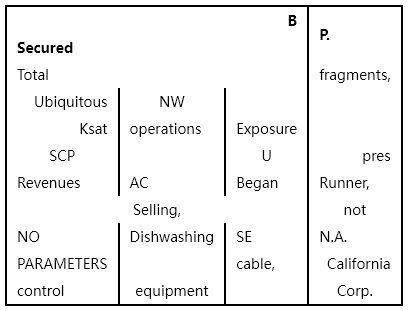 B P.
Secured
Total fragments,
Ubiquitous NW
Ksat operations Exposure
SCP U pres
Revenues AC Began Runner,
Selling, not
NO Dishwashing SE N.A.
PARAMETERS cable, California
control equipment Corp.